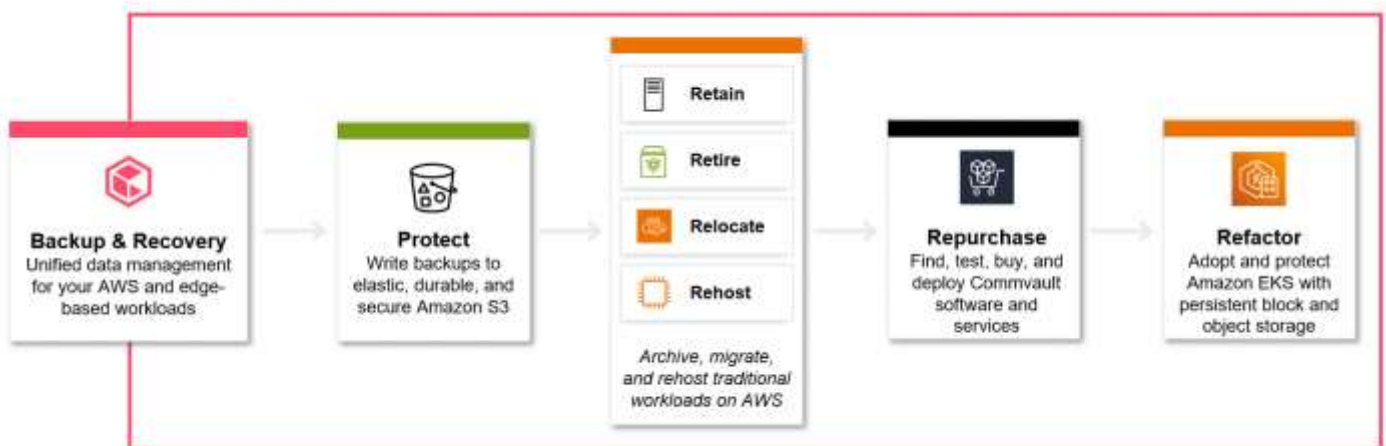 Backup & Recovery
Unified data management
for your AWS and edge-
based workloads
Protect
Write backups to
elastic, durable, and
secure Amazon S3
Retain
Retire
Relocate
Rehost
Archive, migrate,
and rehost traditional
workloads on AWS
Repurchase
Find, test, buy, and
deploy Commvault
software and
services
Refactor
Adopt and protect
Amazon EKS with
persistent block and
object storage